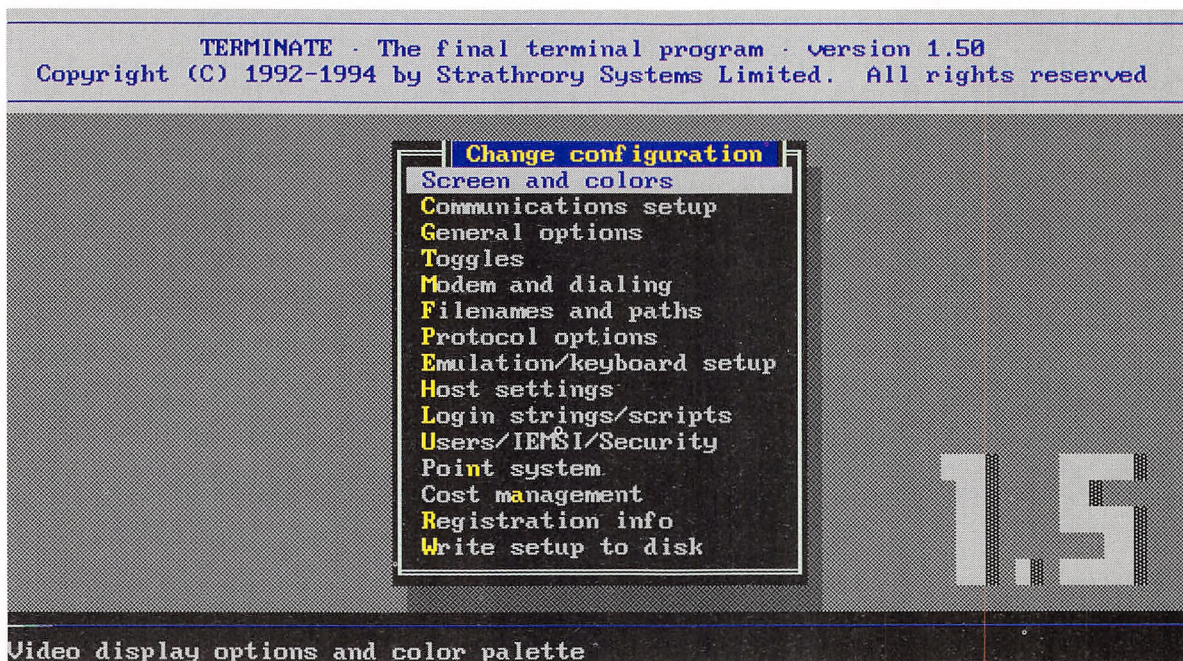 TERMINATE · The final terminal program · version 1.50
Copyright (C) 1992-1994 by Strathrory Systems Limited. All rights reserved
Change configuration
Screen and colors
Communications setup
General options
Toggles
Modem and dialing
Filenames and paths
Protocol options
Emulation/keyboard setup
Host settings
Login strings/scripts
Users/IEMSI/Security
Point system
Cost management
Registration info
Write setup to disk
1.5
Video display options and color palette